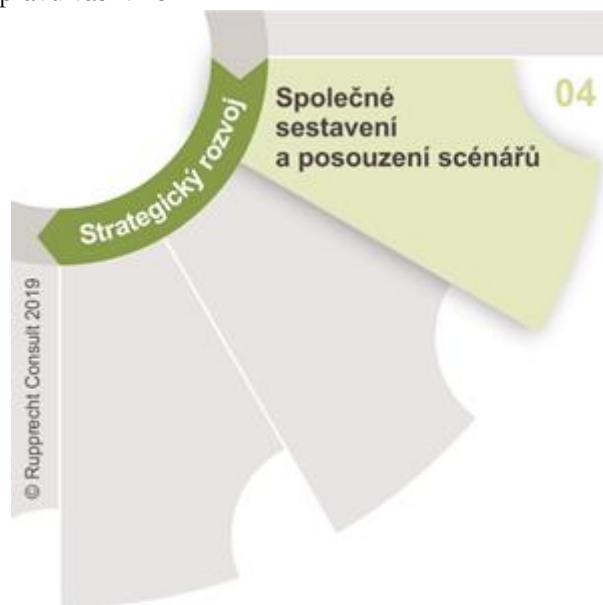 Společné
sestavení
a posouzení scénářů
04
Strategický rozvoj
© Rupprecht Consult 2019